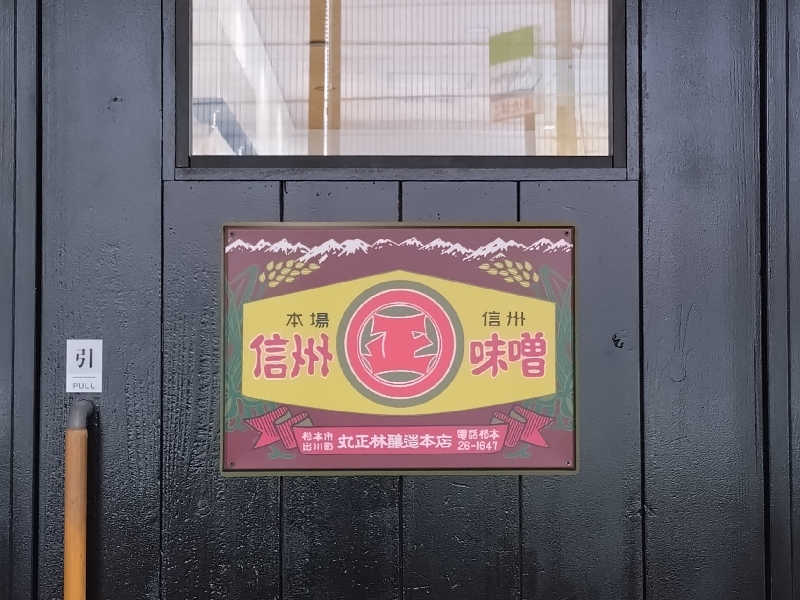 本場
信州
信州
味噌
正
松本市
出川町
丸正林醸造本店
電話松本
26-1647
引
PULL